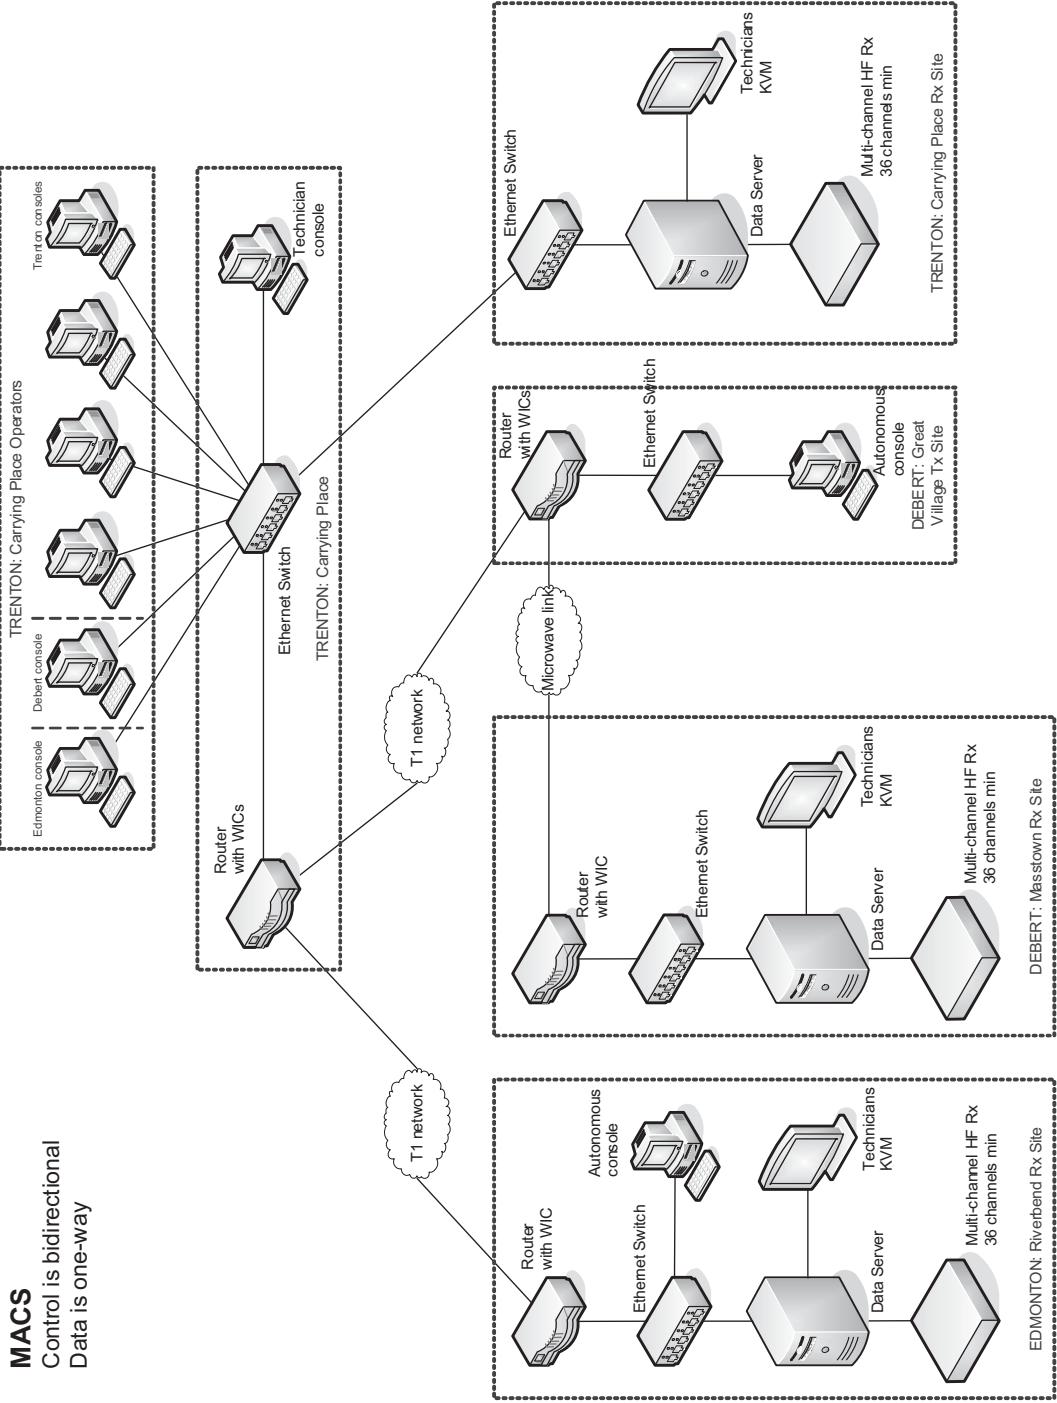 MACS
Control is bidirectional
Data is one-way
TRENTON: Carrying Place Operators
Edmonton console
Debert console
Trenton consoles
Router
with WICs
Ethernet Switch
Technician
console
TRENTON: Carrying Place
T1 network
T1 network
Microwave link
Router
with WIC
Autonomous
console
Ethernet Switch
Technicians
KVM
Data Server
Multi-channel HF Rx
36 channels min
EDMONTON: Riverbend Rx Site
Router
with WIC
Ethernet Switch
Technicians
KVM
Data Server
Multi-channel HF Rx
36 channels min
DEBERT: Masstown Rx Site
Router
with WICs
Ethernet Switch
Autonomous
console
DEBERT: Great
Village Tx Site
Ethernet Switch
Technicians
KVM
Data Server
Multi-channel HF Rx
36 channels min
TRENTON: Carrying Place Rx Site